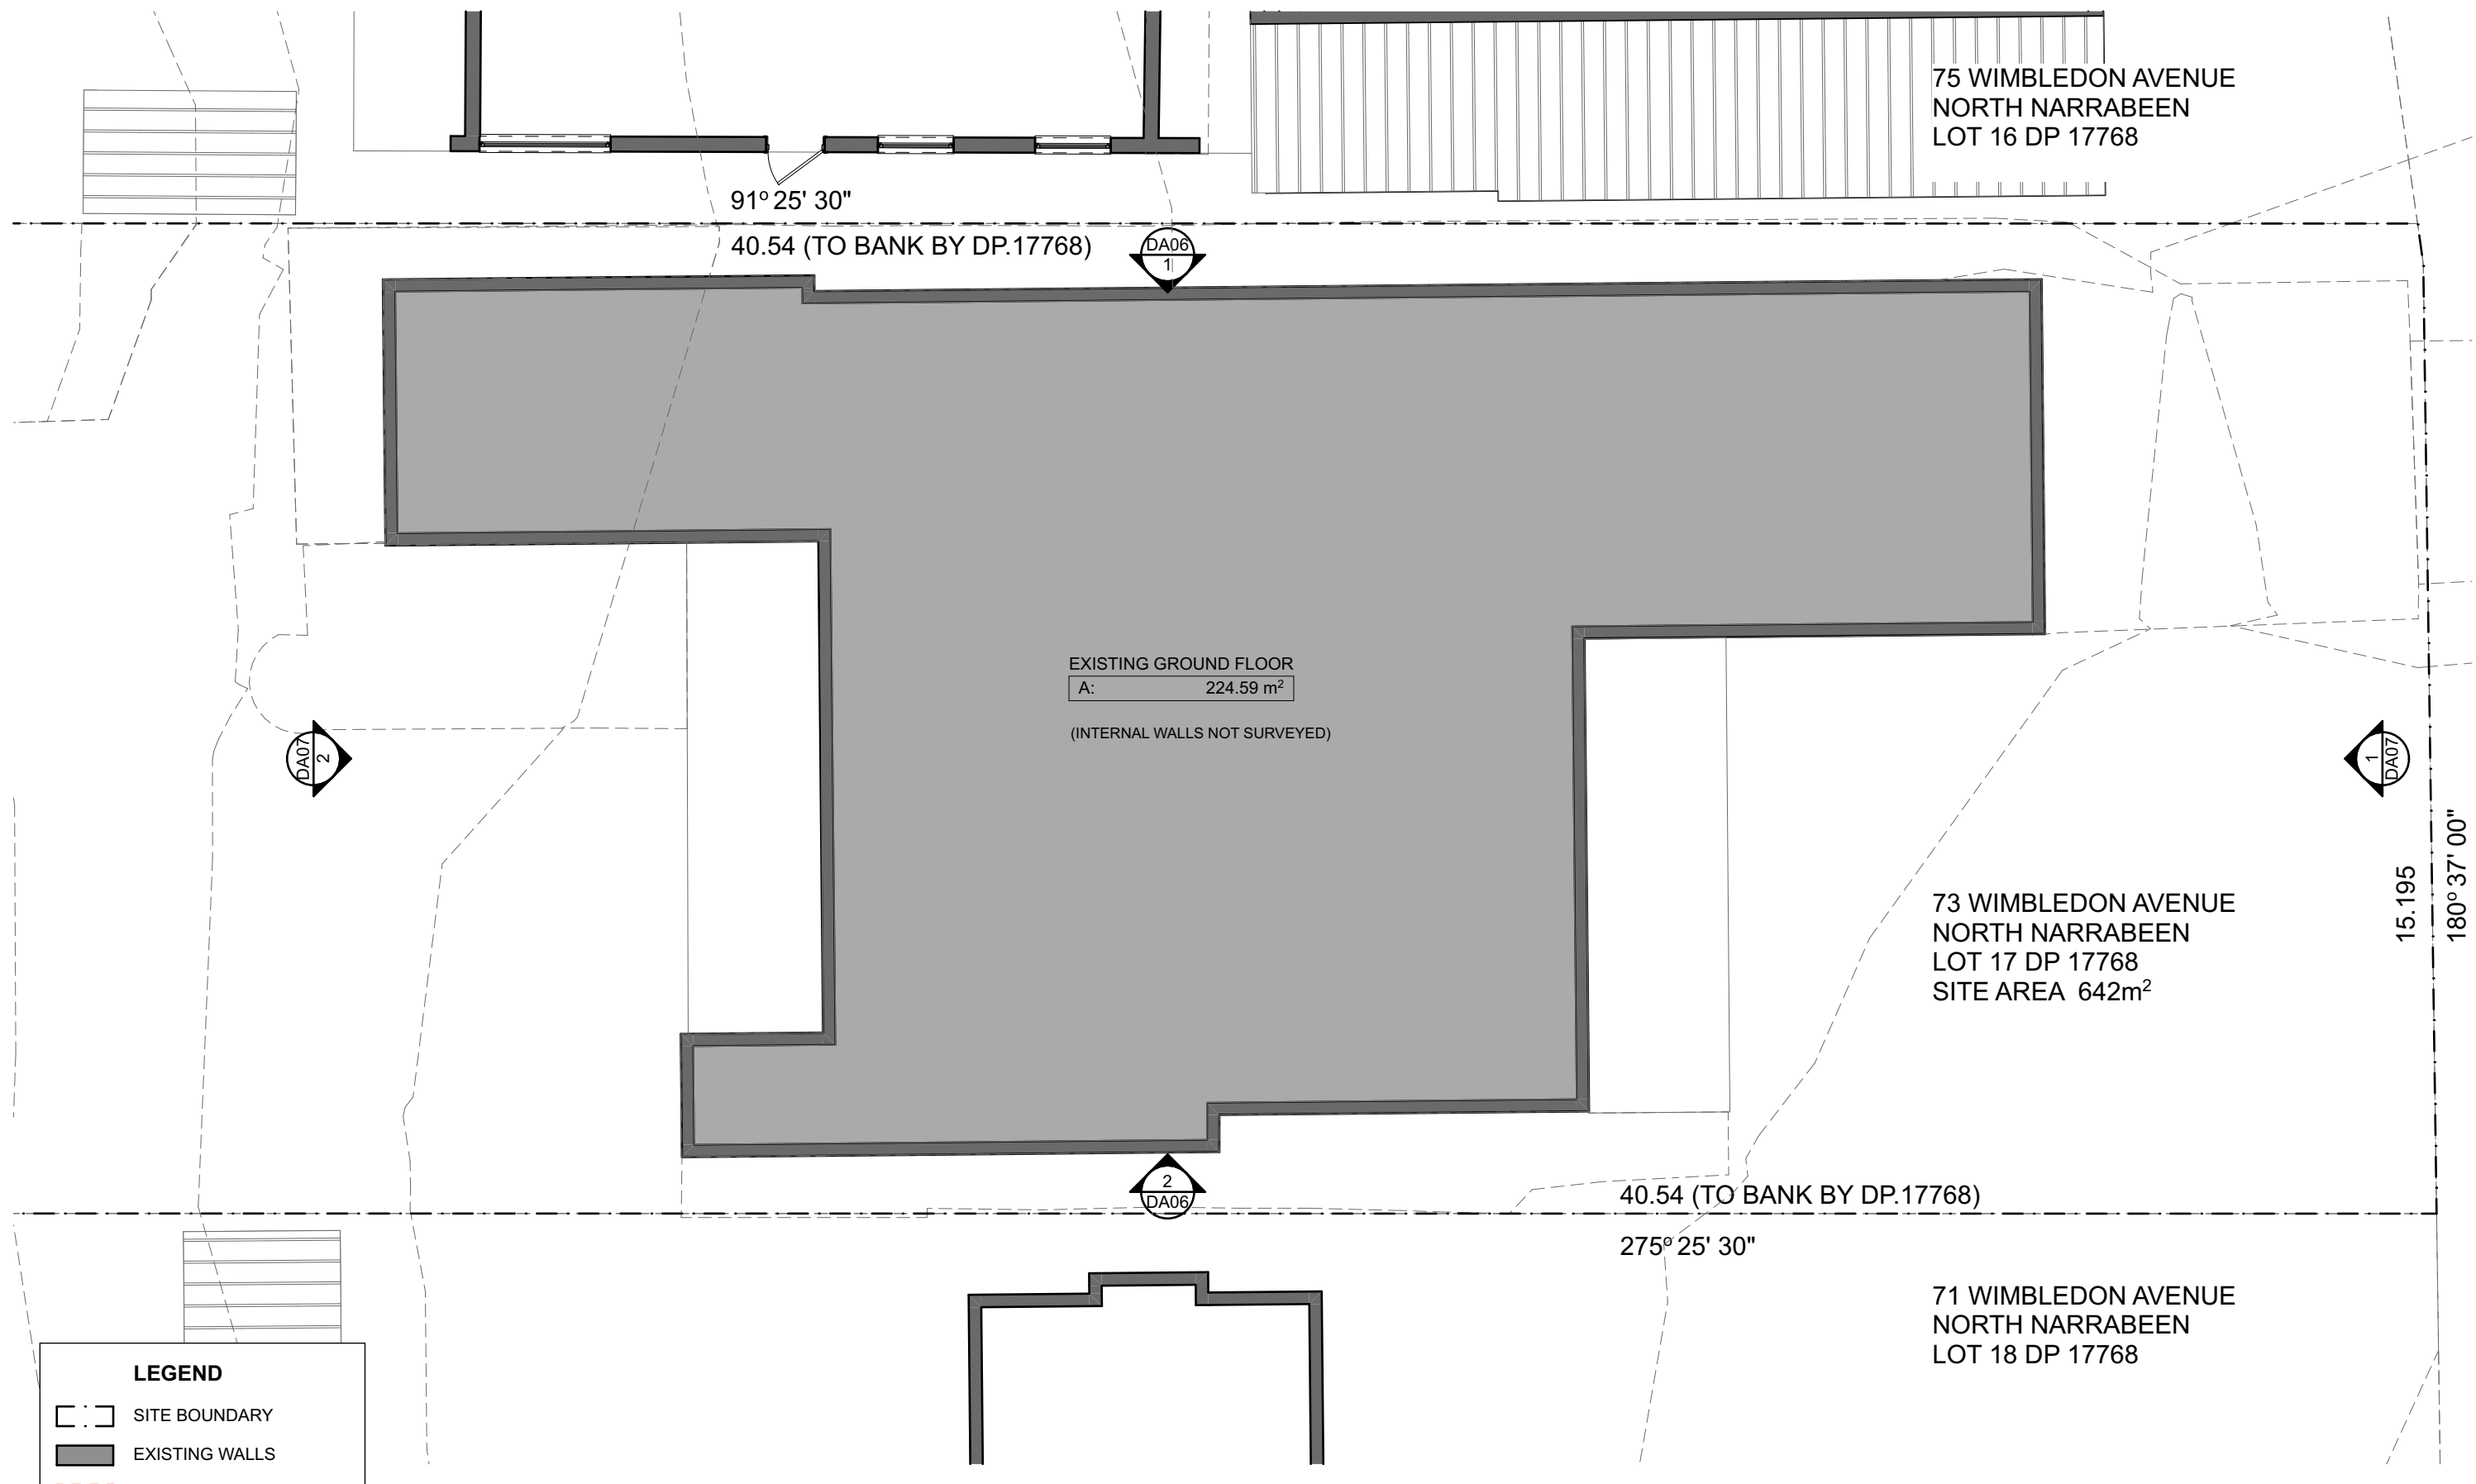 75 WIMBLEDON AVENUE
NORTH NARRABEEN
LOT 16 DP 17768
91º 25' 30"
40.54 (TO BANK BY DP.17768)
DA06
1
EXISTING GROUND FLOOR
A: 224.59 m²
(INTERNAL WALLS NOT SURVEYED)
DA07
2
1
DA07
15.195
180º 37' 00"
73 WIMBLEDON AVENUE
NORTH NARRABEEN
LOT 17 DP 17768
SITE AREA 642m²
2
DA06
40.54 (TO BANK BY DP.17768)
275º 25' 30"
71 WIMBLEDON AVENUE
NORTH NARRABEEN
LOT 18 DP 17768
LEGEND
SITE BOUNDARY
EXISTING WALLS